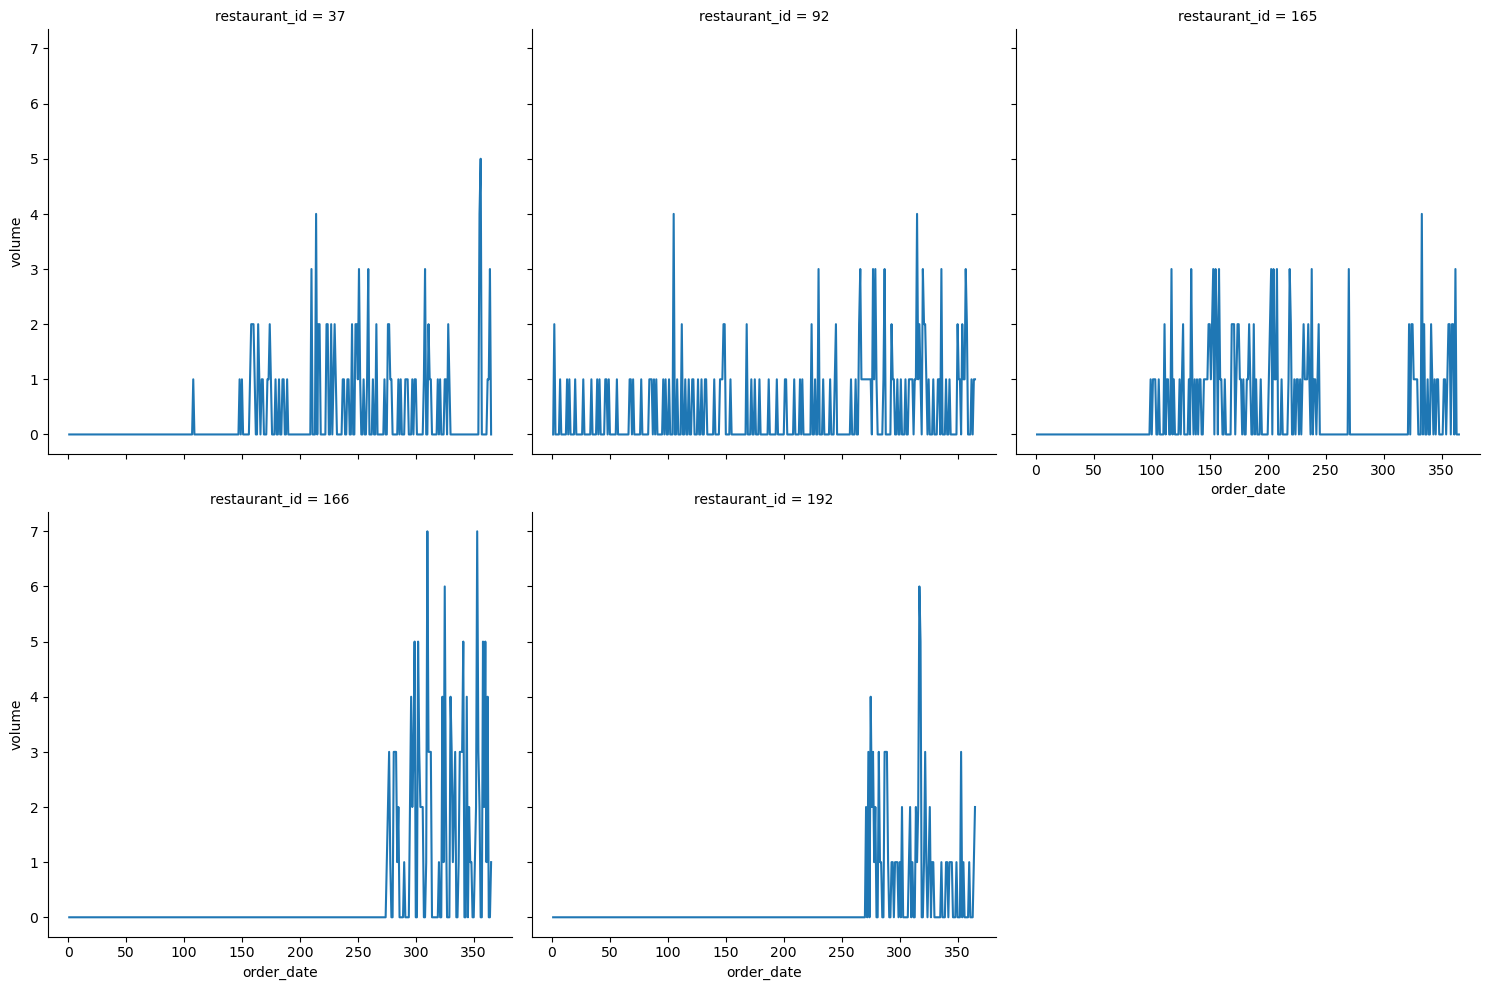 restaurant_id = 37
restaurant_id = 92
restaurant_id = 165
7
6
5
4
3
2
1
0
volume
0 50 100 150 200 250 300 350
order_date
restaurant_id = 166
restaurant_id = 192
7
6
5
4
3
2
1
0
volume
0 50 100 150 200 250 300 350
order_date
0 50 100 150 200 250 300 350
order_date